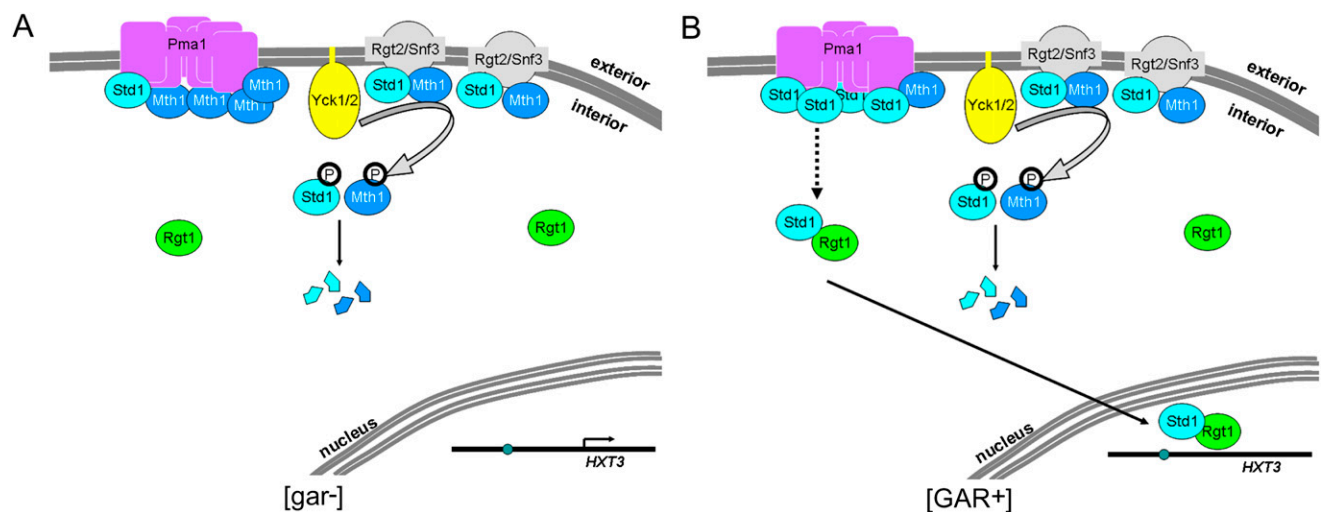 A
Pma1
Rgt2/Snf3
Rgt2/Snf3
Std1
Mth1
Mth1
Mth1
Mth1
Yck1/2
Std1
Mth1
Std1
Mth1
exterior
interior
P
P
Std1
Mth1
Rgt1
Rgt1
nucleus
HXT3
[gar-]
B
Pma1
Rgt2/Snf3
Rgt2/Snf3
Std1
Std1
Std
Std1
Mth1
Yck1/2
Std1
Mth1
Std1
Mth1
exterior
interior
P
P
Std1
Mth1
Std1
Rgt1
Rgt1
nucleus
Std1
Rgt1
HXT3
[GAR+]